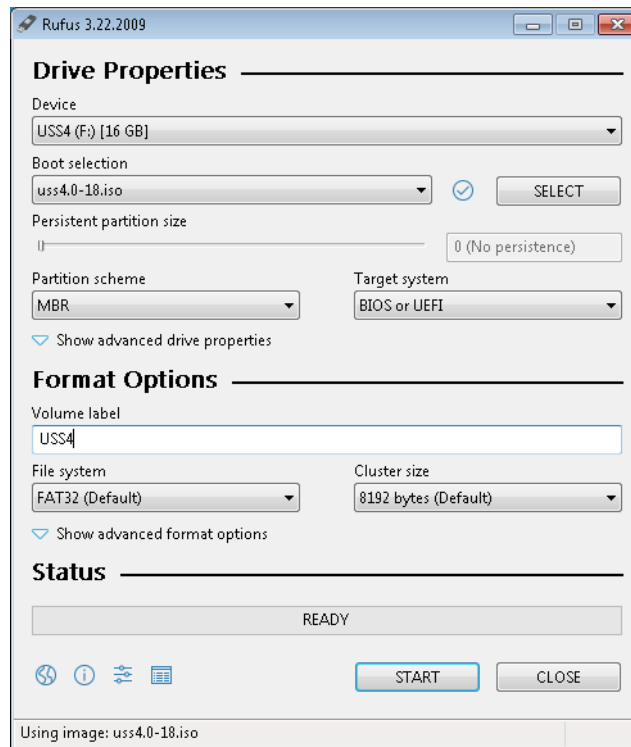 Rufus 3.22.2009
Drive Properties
Device
USS4 (F:) [16 GB]
Boot selection
uss4.0-18.iso
SELECT
Persistent partition size
0 (No persistence)
Partition scheme
Target system
MBR
BIOS or UEFI
Show advanced drive properties
Format Options
Volume label
USS4
File system
Cluster size
FAT32 (Default)
8192 bytes (Default)
Show advanced format options
Status
READY
START
CLOSE
Using image: uss4.0-18.iso